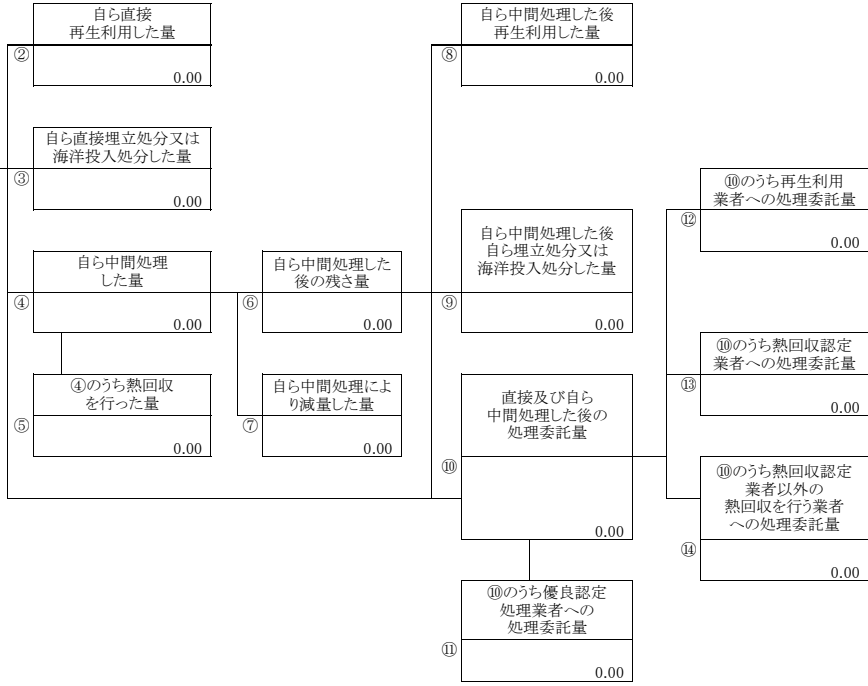 自ら直接
再生利用した量
②
0.00
自ら直接埋立処分又は
海洋投入処分した量
③
0.00
自ら中間処理
した量
④
0.00
④のうち熱回収
を行った量
⑤
0.00
自ら中間処理した
後の残さ量
⑥
0.00
自ら中間処理によ
り減量した量
⑦
0.00
自ら中間処理した後
再生利用した量
⑧
0.00
自ら中間処理した後
自ら埋立処分又は
海洋投入処分した量
⑨
0.00
直接及び自ら
中間処理した後の
処理委託量
⑩
0.00
⑩のうち優良認定
処理業者への
処理委託量
⑪
0.00
⑩のうち再生利用
業者への処理委託量
⑫
0.00
⑩のうち熱回収認定
業者への処理委託量
⑬
0.00
⑩のうち熱回収認定
業者以外の
熱回収を行う業者
への処理委託量
⑭
0.00